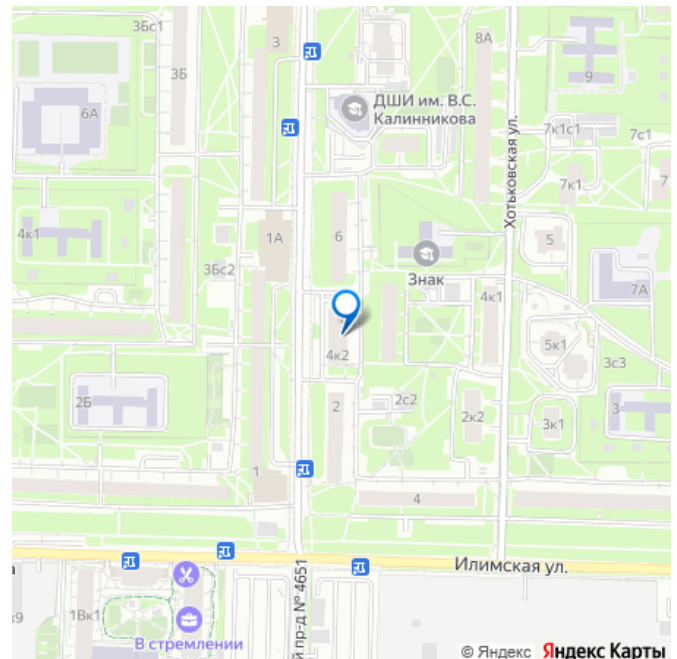 3Бс1
3
8А
3Б
9
6А
ДШИ им. В.С.
Калинникова
7к1с1
7с1
Хотьковская ул.
7к1
7
4к1
1А
6
5
3Бс2
Знак
4к1
7А
4к2
5к1
3с3
2Б
2
2с2
2к2
3к1
3
1
4
Илимская ул.
й пр-д № 4651
а
к9
1Вк1
В стремлении
© Яндекс Яндекс Карты